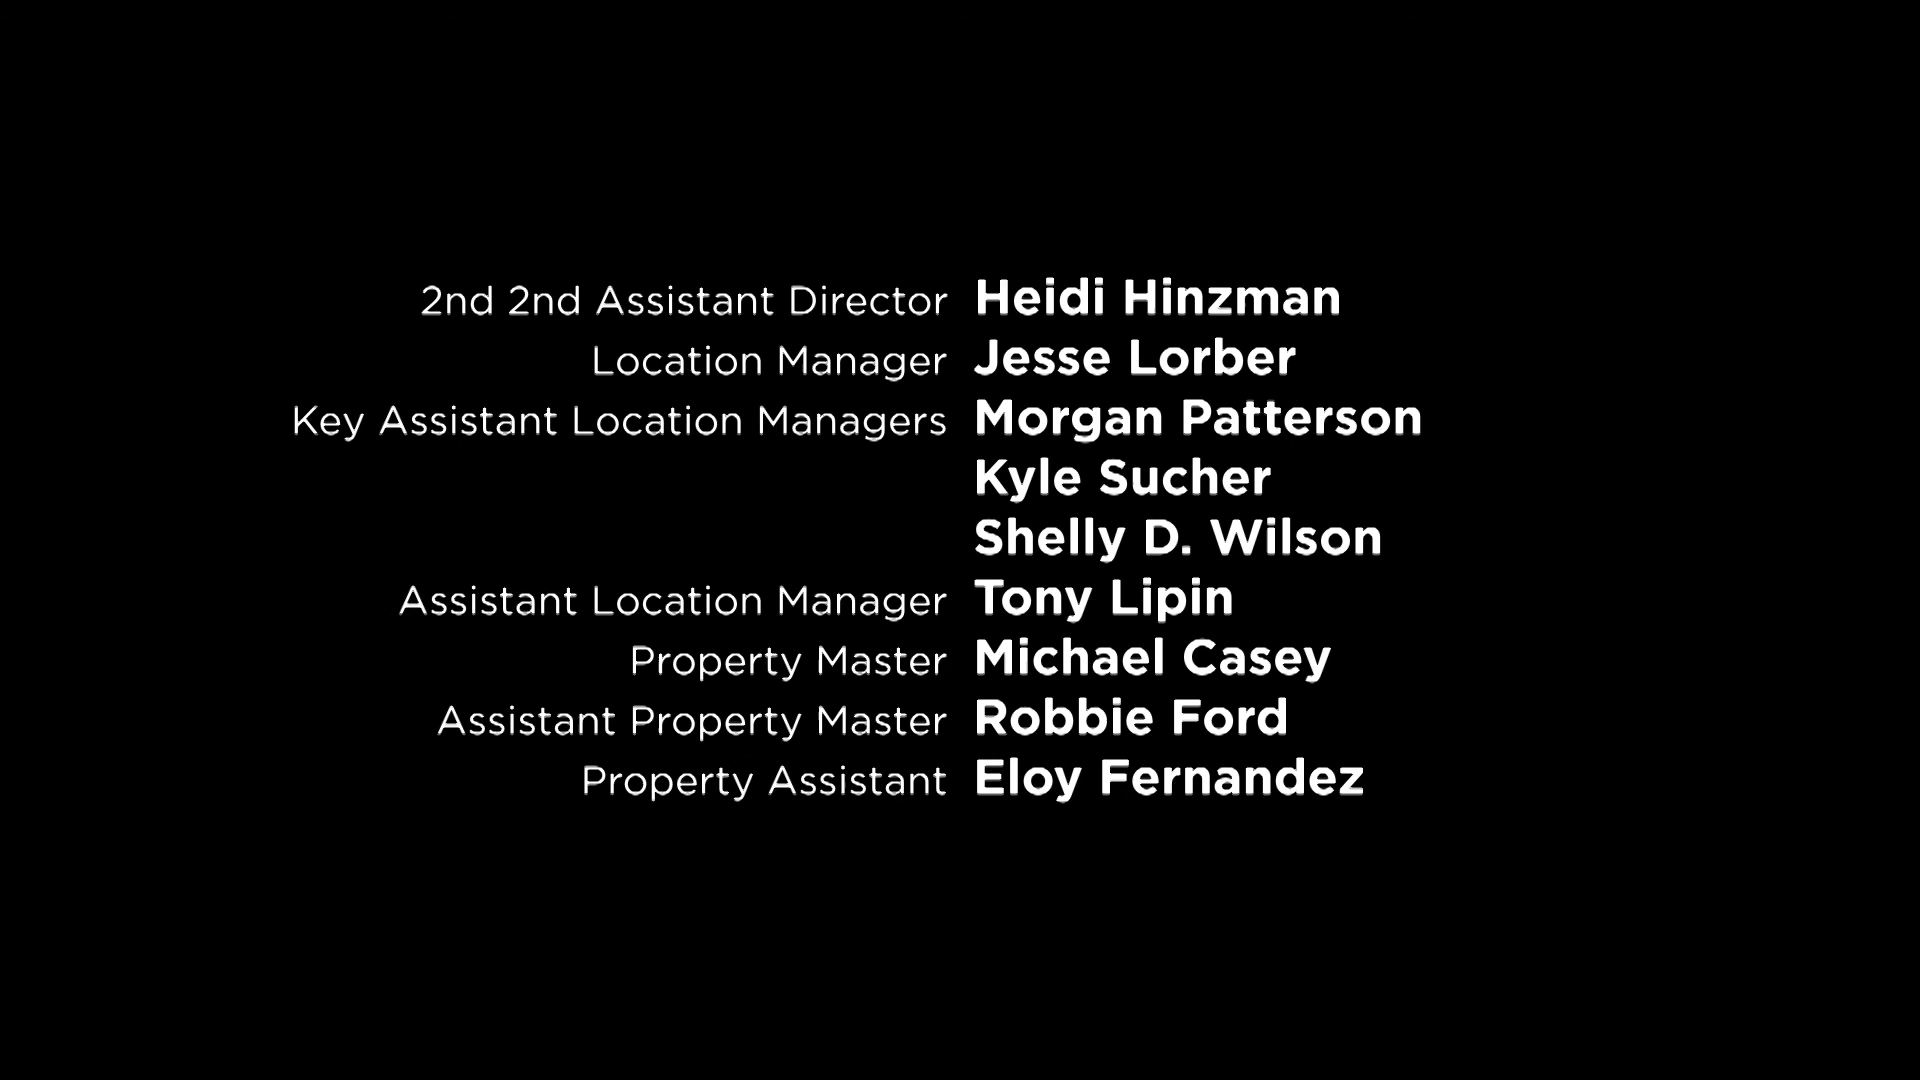 2nd 2nd Assistant Director Heidi Hinzman
Location Manager Jesse Lorber
Key Assistant Location Managers Morgan Patterson
Kyle Sucher
Shelly D. Wilson
Assistant Location Manager Tony Lipin
Property Master Michael Casey
Assistant Property Master Robbie Ford
Property Assistant Eloy Fernandez